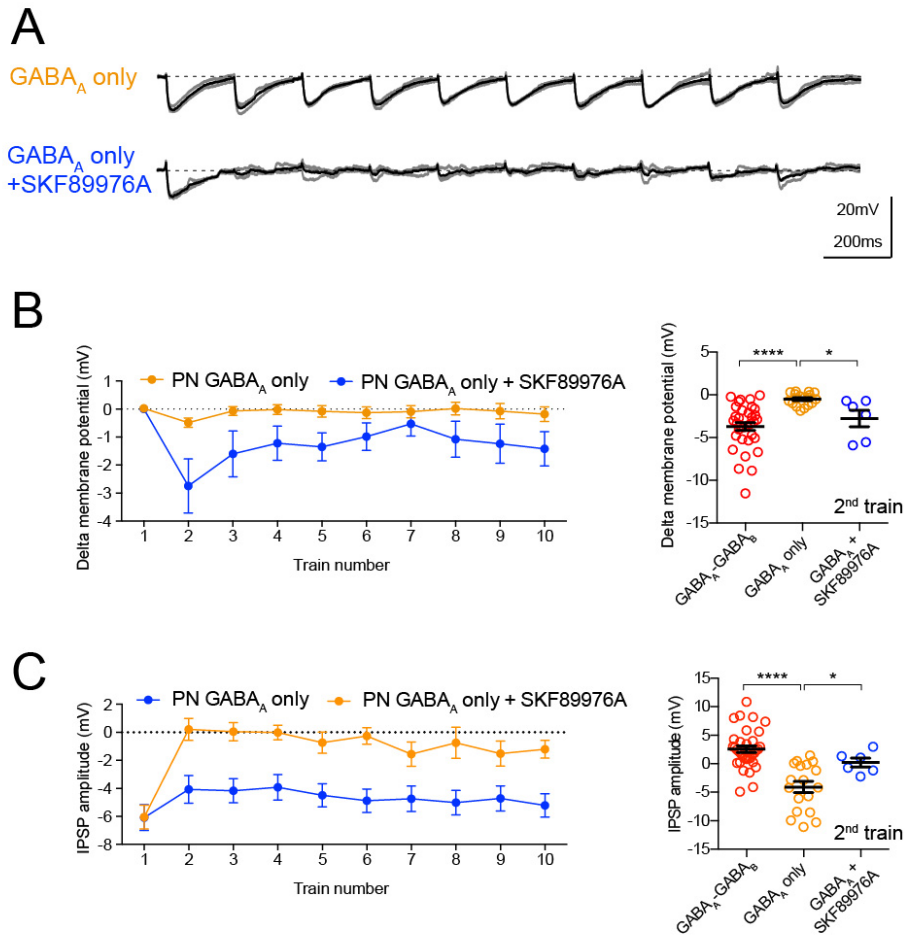 A
GABAA only
GABAA only
+SKF89976A
20mV
200ms
B
PN GABAA only
PN GABAA only + SKF89976A
Delta membrane potential (mV)
1
0
-1
-2
-3
-4
1 2 3 4 5 6 7 8 9 10
Train number
Delta membrane potential (mV)
5
0
-5
-10
-15
****
*
2nd train
GABAA-GABAB
GABAA only
GABAA+
SKF89976A
C
PN GABAA only
PN GABAA only + SKF89976A
IPSP amplitude (mV)
2
0
-2
-4
-6
-8
1 2 3 4 5 6 7 8 9 10
Train number
IPSP amplitude (mV)
15
10
5
0
-5
-10
-15
****
*
2nd train
GABAA-GABAB
GABAA only
GABAA+
SKF89976A